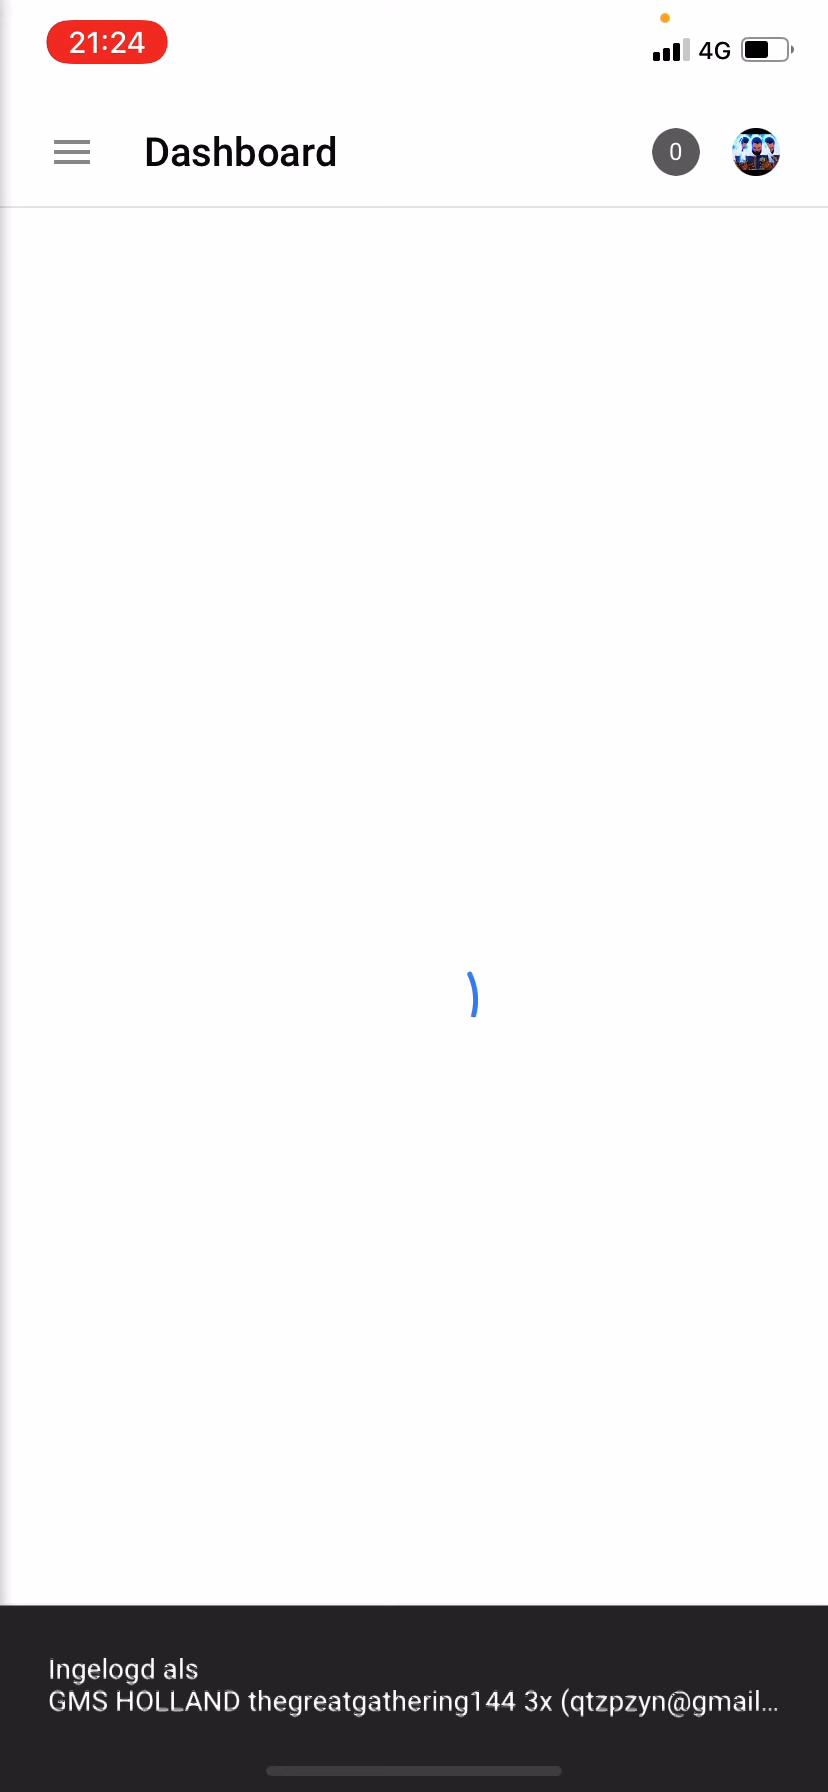 21:24
4G
Dashboard
0
Ingelogd als
GMS HOLLAND thegreatgathering144 3x (qtzpzyn@gmail...